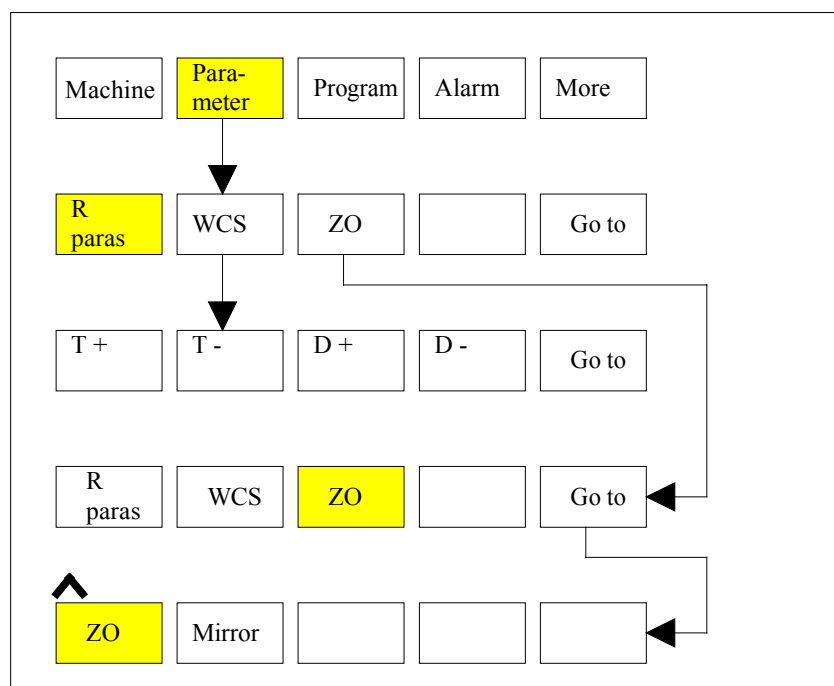 Machine
Para-
meter
Program
Alarm
More
R
paras
WCS
ZO
Go to
T +
T -
D +
D -
Go to
R
paras
WCS
ZO
Go to
ZO
Mirror